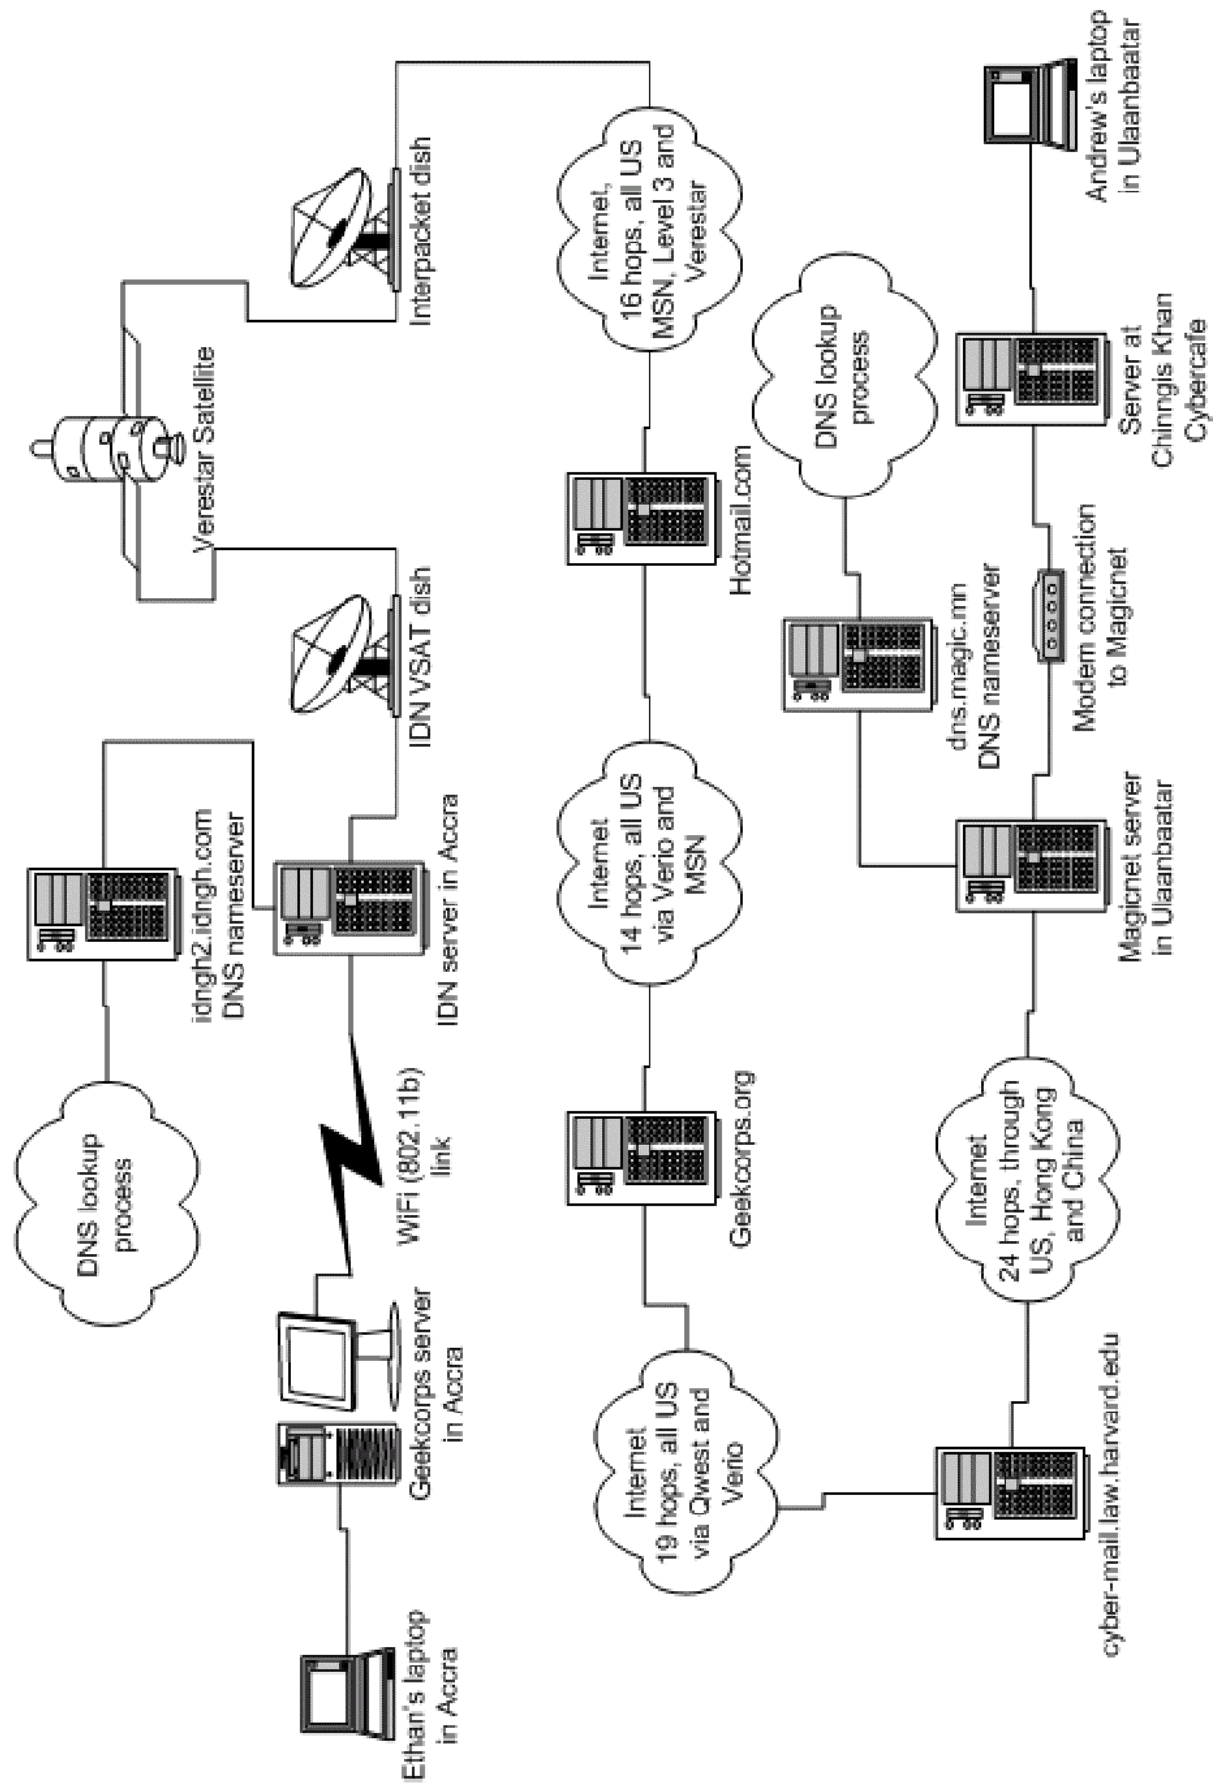 Ethan's laptop
in Accra
Geekcorps server
in Accra
WiFi (802.11b)
link
DNS lookup
process
idngh2.idngh.com
DNS nameserver
IDN server in Accra
IDN VSAT dish
Verestar Satellite
Interpacket dish
Internet,
16 hops, all US
MSN, Level 3 and
Verestar
Hotmail.com
Internet
14 hops, all US
via Verio and
MSN
Geekcorps.org
Internet
19 hops, all US
via Qwest and
Verio
cyber-mail.law.harvard.edu
Internet
24 hops, through
US, Hong Kong
and China
Magicnet server
in Ulaanbaatar
dns.magic.mn
DNS nameserver
DNS lookup
process
Modem connection
to Magicnet
Server at
Chinngis Khan
Cybercafe
Andrew's laptop
in Ulaanbaatar